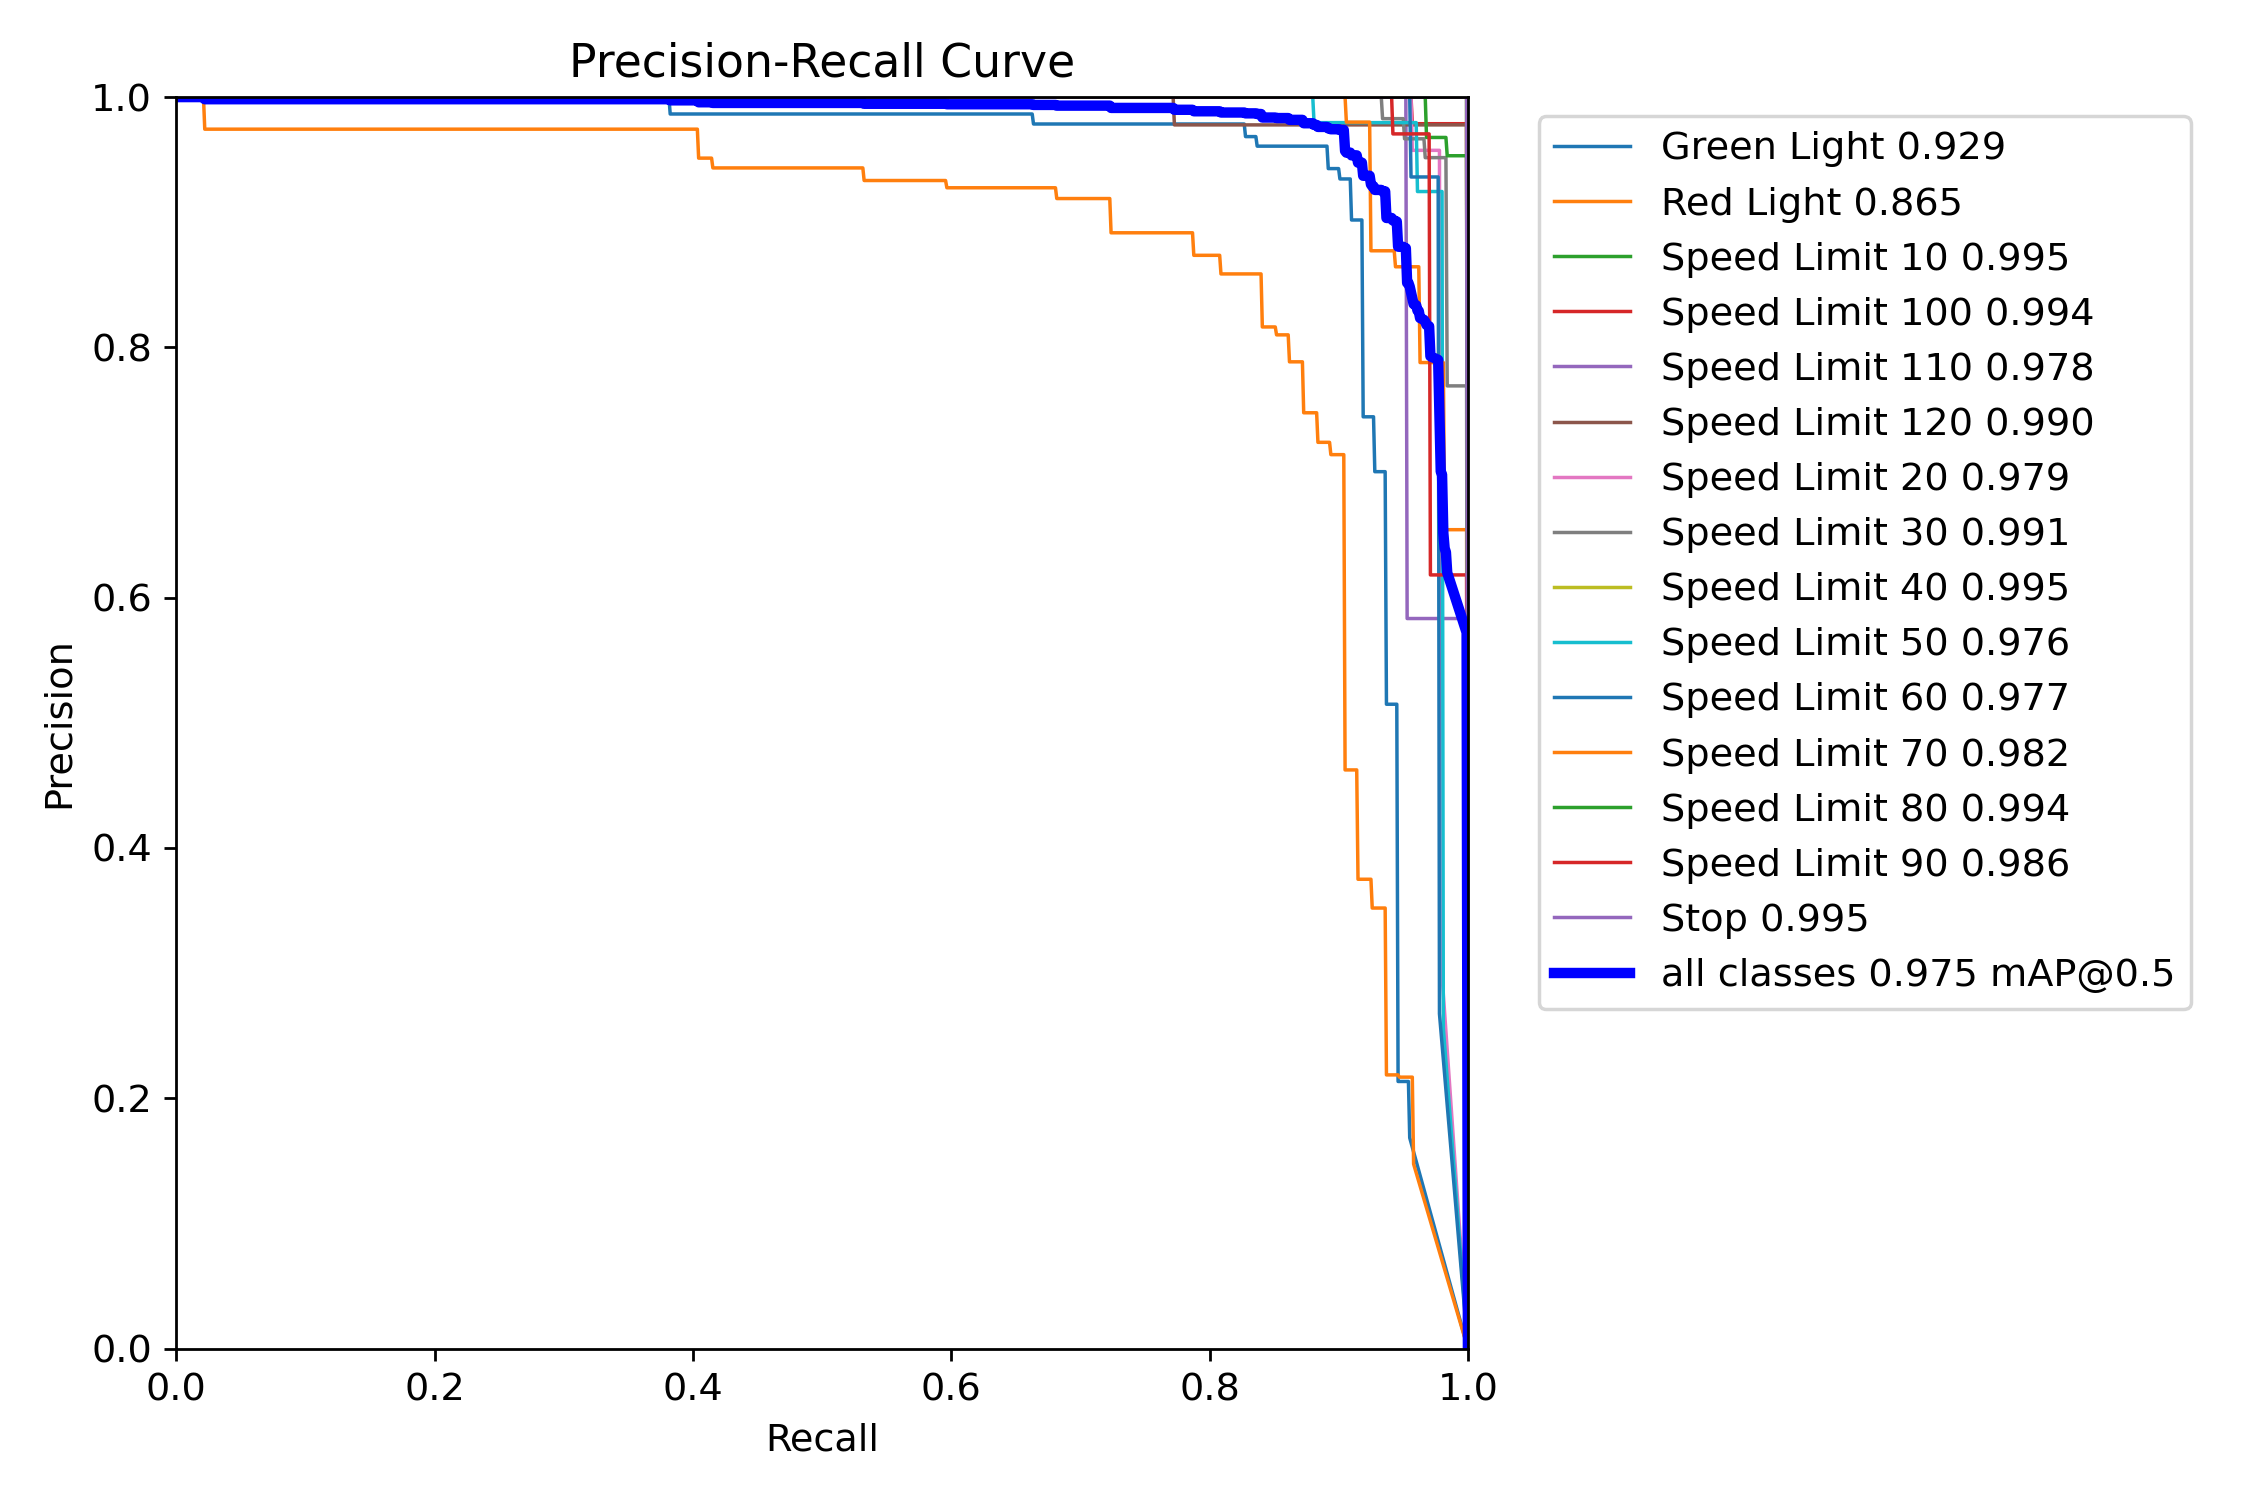 Precision-Recall Curve
1.0
0.8
0.6
0.4
0.2
0.0
Precision
0.0 0.2 0.4 0.6 0.8 1.0
Recall
Green Light 0.929
Red Light 0.865
Speed Limit 10 0.995
Speed Limit 100 0.994
Speed Limit 110 0.978
Speed Limit 120 0.990
Speed Limit 20 0.979
Speed Limit 30 0.991
Speed Limit 40 0.995
Speed Limit 50 0.976
Speed Limit 60 0.977
Speed Limit 70 0.982
Speed Limit 80 0.994
Speed Limit 90 0.986
Stop 0.995
all classes 0.975 mAP@0.5